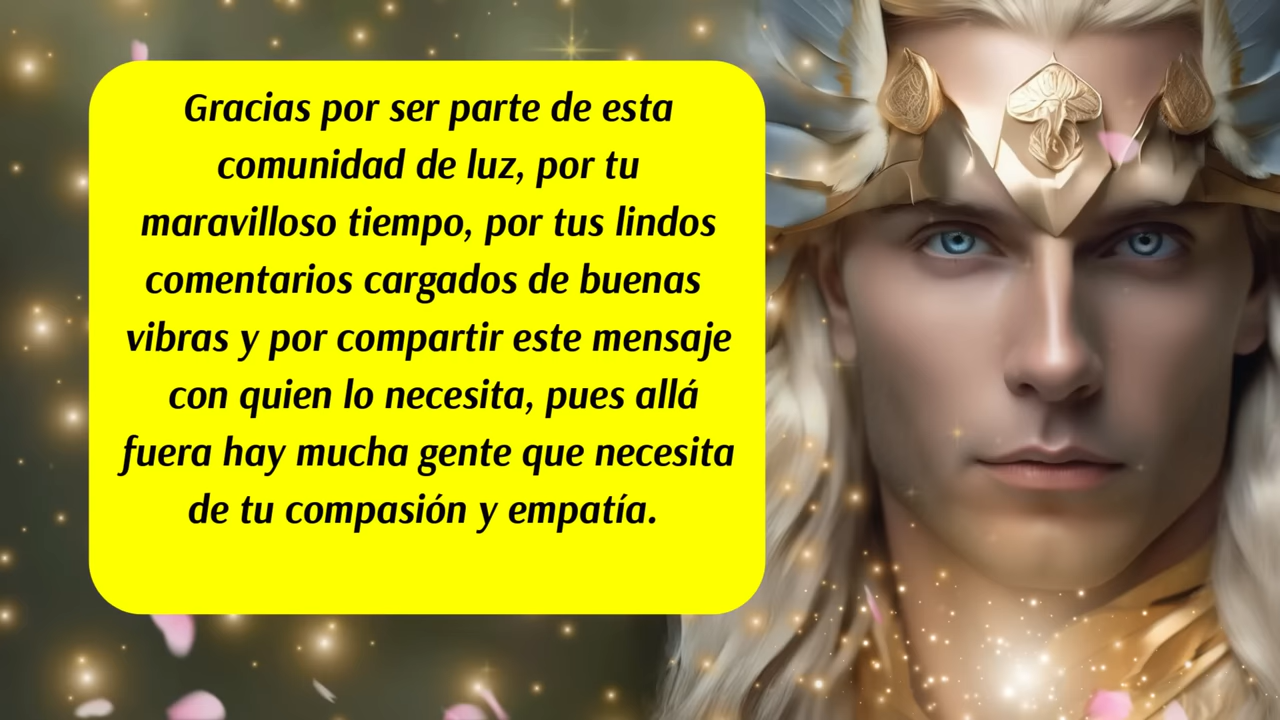 Gracias por ser parte de esta
comunidad de luz, por tu
maravilloso tiempo, por tus lindos
comentarios cargados de buenas
vibras y por compartir este mensaje
con quien lo necesita, pues allá
fuera hay mucha gente que necesita
de tu compasión y empatía.